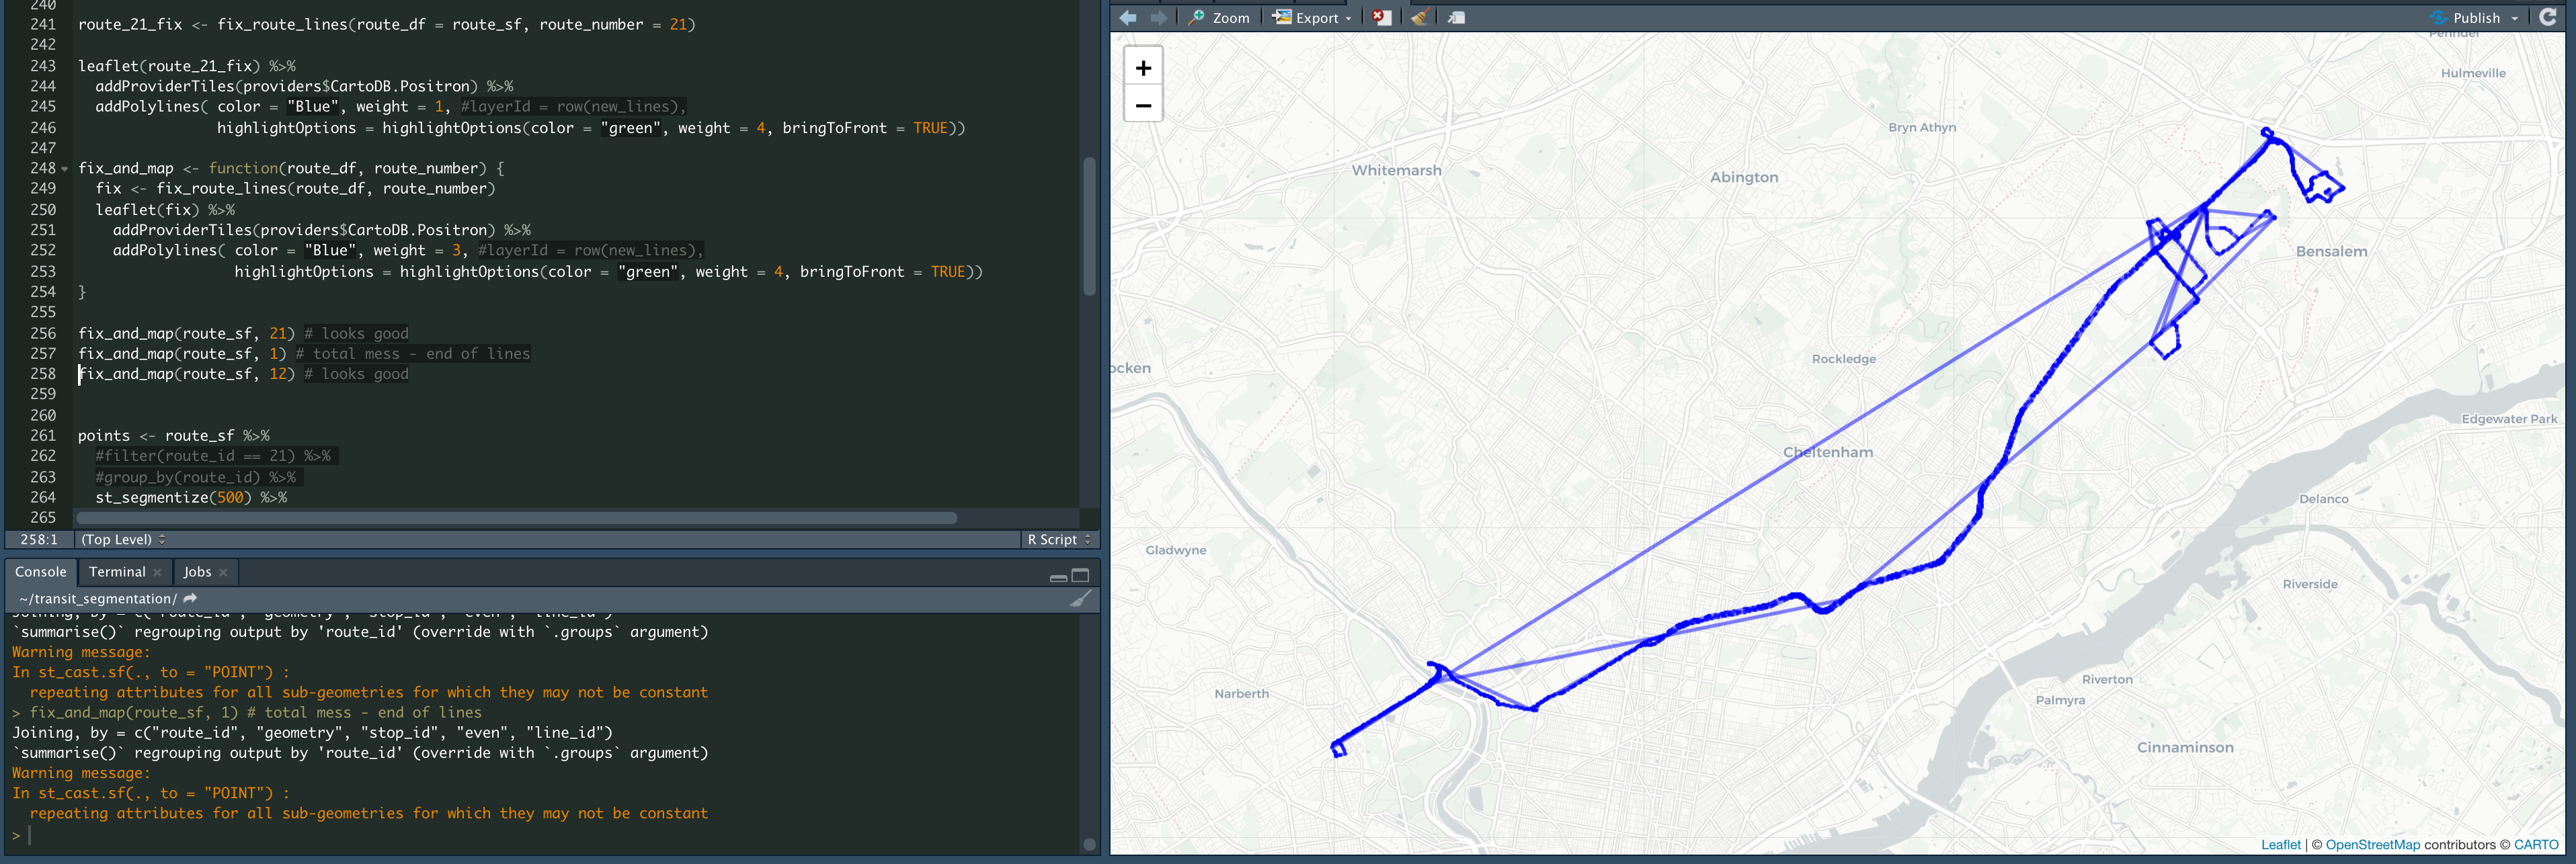 240
241 route_21_fix <- fix_route_lines(route_df = route_sf, route_number = 21)
242
243 leaflet(route_21_fix) %>%
244 addProviderTiles(providers$CartoDB.Positron) %>%
245 addPolylines( color = "Blue", weight = 1, #layerId = row(new_lines),
246 highlightOptions = highlightOptions(color = "green", weight = 4, bringToFront = TRUE))
247
248 fix_and_map <- function(route_df, route_number) {
249 fix <- fix_route_lines(route_df, route_number)
250 leaflet(fix) %>%
251 addProviderTiles(providers$CartoDB.Positron) %>%
252 addPolylines( color = "Blue", weight = 3, #layerId = row(new_lines),
253 highlightOptions = highlightOptions(color = "green", weight = 4, bringToFront = TRUE))
254 }
255
256 fix_and_map(route_sf, 21) # looks good
257 fix_and_map(route_sf, 1) # total mess - end of lines
258 fix_and_map(route_sf, 12) # looks good
259
260
261 points <- route_sf %>%
262 #filter(route_id == 21) %>%
263 #group_by(route_id) %>%
264 st_segmentize(500) %>%
265
258:1 (Top Level) R Script
Console Terminal Jobs
~/transit_segmentation/
Joining, by = c("route_id", "geometry", "stop_id", "even", "line_id")
`summarise()` regrouping output by 'route_id' (override with `.groups` argument)
Warning message:
In st_cast.sf(., to = "POINT") :
repeating attributes for all sub-geometries for which they may not be constant
> fix_and_map(route_sf, 1) # total mess - end of lines
Joining, by = c("route_id", "geometry", "stop_id", "even", "line_id")
`summarise()` regrouping output by 'route_id' (override with `.groups` argument)
Warning message:
In st_cast.sf(., to = "POINT") :
repeating attributes for all sub-geometries for which they may not be constant
>
Zoom Export Publish
+
−
Penndel
Hulmeville
Bryn Athyn
Whitemarsh
Abington
Bensalem
Rockledge
ocken
Edgewater Park
Cheltenham
Delanco
Gladwyne
Riverside
Riverton
Narberth
Palmyra
Cinnaminson
Leaflet | © OpenStreetMap contributors © CARTO